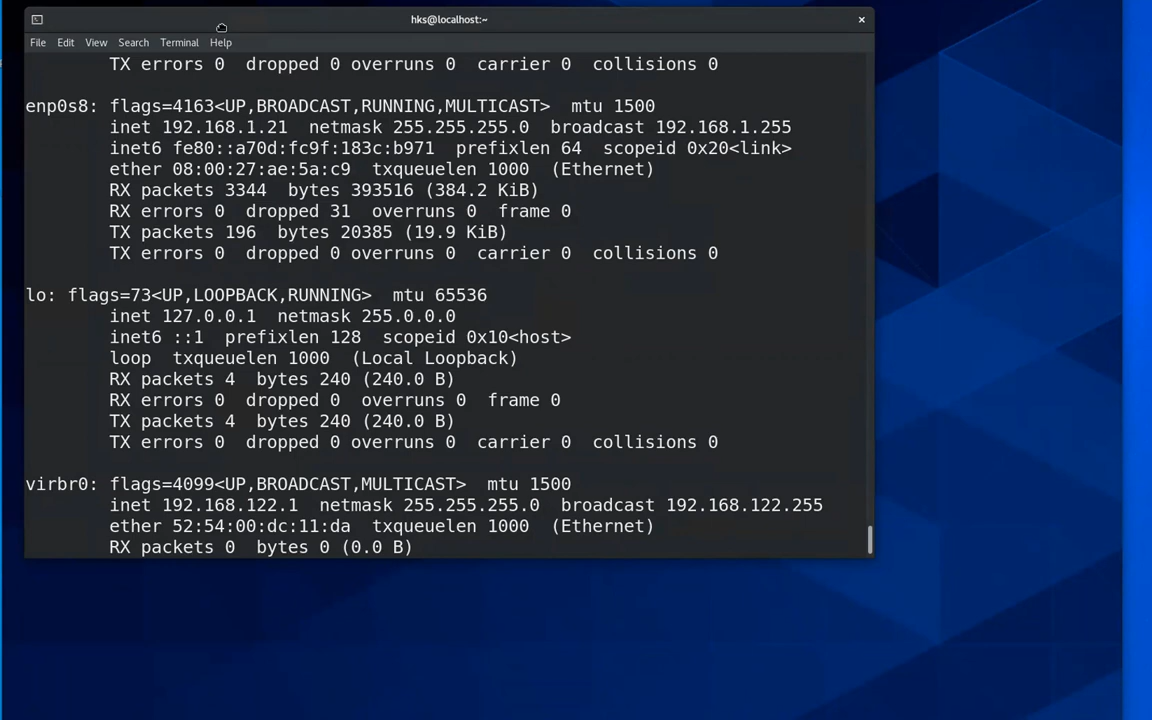 hks@localhost:~
File Edit View Search Terminal Help
TX errors 0 dropped 0 overruns 0 carrier 0 collisions 0
enp0s8: flags=4163<UP,BROADCAST,RUNNING,MULTICAST> mtu 1500
inet 192.168.1.21 netmask 255.255.255.0 broadcast 192.168.1.255
inet6 fe80::a70d:fc9f:183c:b971 prefixlen 64 scopeid 0x20<link>
ether 08:00:27:ae:5a:c9 txqueuelen 1000 (Ethernet)
RX packets 3344 bytes 393516 (384.2 KiB)
RX errors 0 dropped 31 overruns 0 frame 0
TX packets 196 bytes 20385 (19.9 KiB)
TX errors 0 dropped 0 overruns 0 carrier 0 collisions 0
lo: flags=73<UP,LOOPBACK,RUNNING> mtu 65536
inet 127.0.0.1 netmask 255.0.0.0
inet6 ::1 prefixlen 128 scopeid 0x10<host>
loop txqueuelen 1000 (Local Loopback)
RX packets 4 bytes 240 (240.0 B)
RX errors 0 dropped 0 overruns 0 frame 0
TX packets 4 bytes 240 (240.0 B)
TX errors 0 dropped 0 overruns 0 carrier 0 collisions 0
virbr0: flags=4099<UP,BROADCAST,MULTICAST> mtu 1500
inet 192.168.122.1 netmask 255.255.255.0 broadcast 192.168.122.255
ether 52:54:00:dc:11:da txqueuelen 1000 (Ethernet)
RX packets 0 bytes 0 (0.0 B)